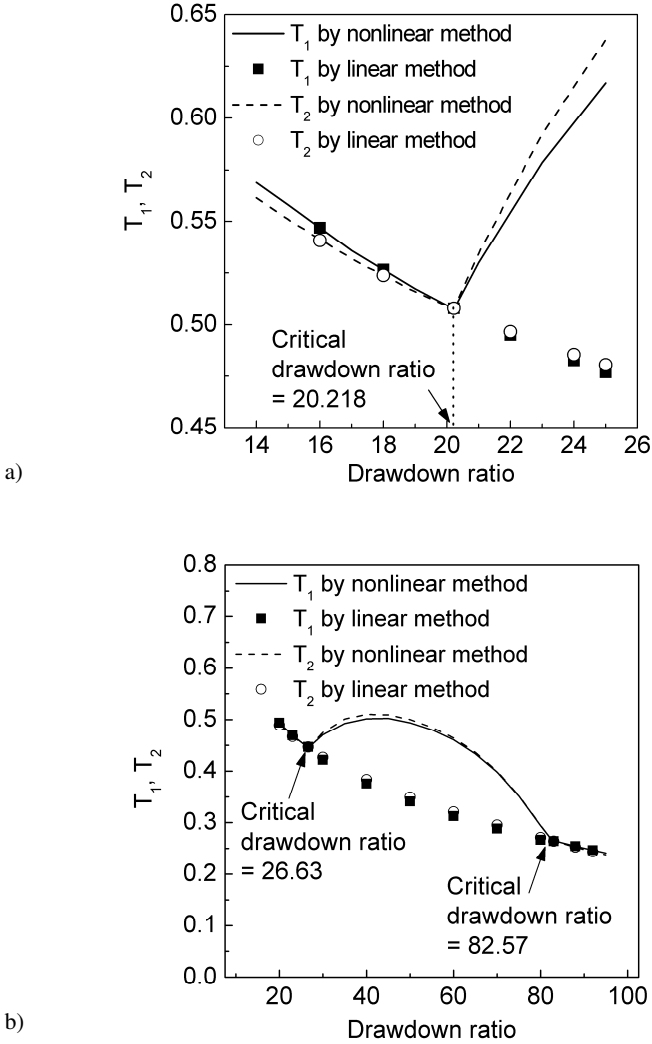 a)
T1, T2
0.65
0.60
0.55
0.50
0.45
T1 by nonlinear method
T1 by linear method
T2 by nonlinear method
T2 by linear method
Critical
drawdown ratio
= 20.218
14 16 18 20 22 24 26
Drawdown ratio
b)
T1, T2
0.8
0.7
0.6
0.5
0.4
0.3
0.2
0.1
0.0
T1 by nonlinear method
T1 by linear method
T2 by nonlinear method
T2 by linear method
Critical
drawdown ratio
= 26.63
Critical
drawdown ratio
= 82.57
20 40 60 80 100
Drawdown ratio